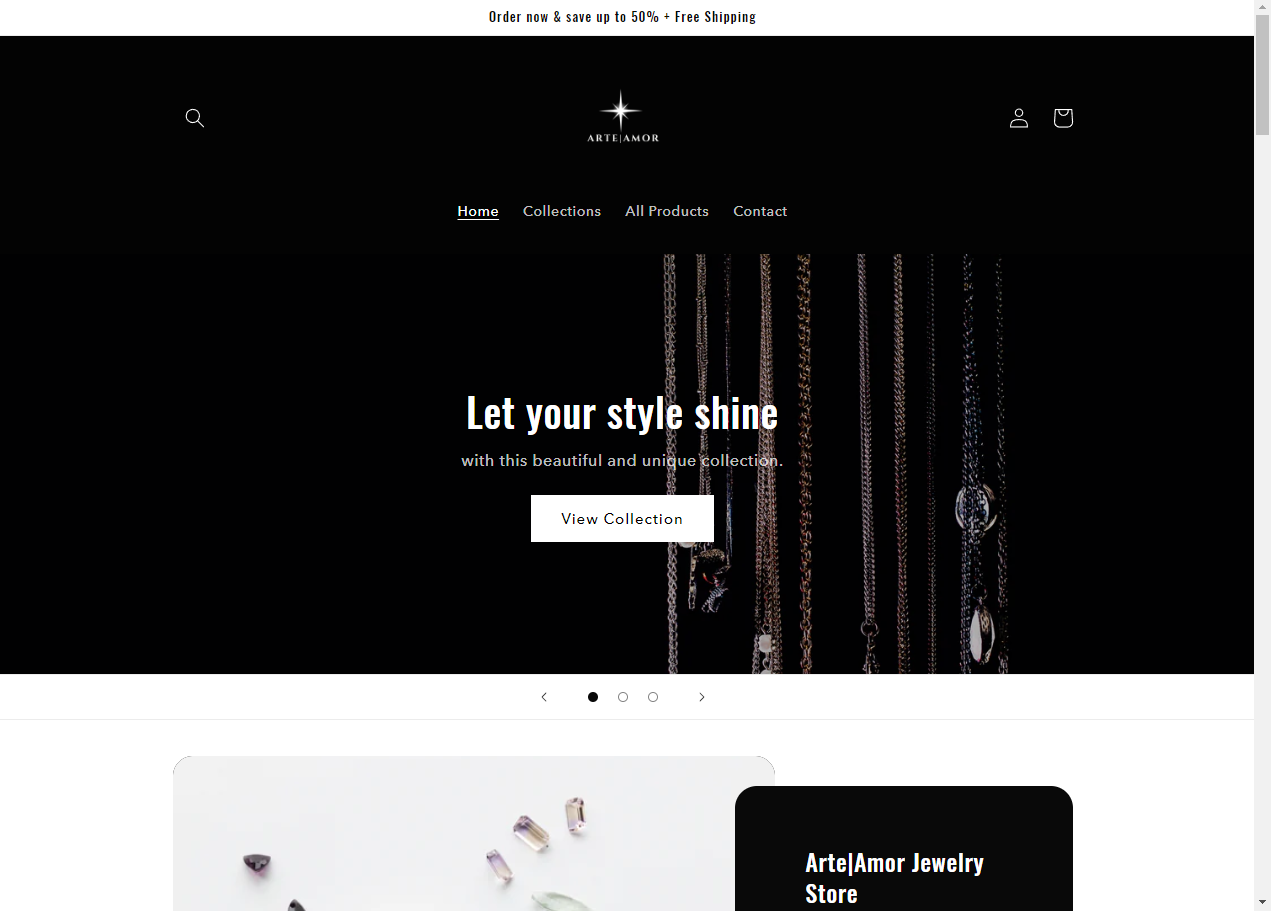 Order now & save up to 50% + Free Shipping
ARTE|AMOR
Home Collections All Products Contact
Let your style shine
with this beautiful and unique collection.
View Collection
Arte|Amor Jewelry
Store